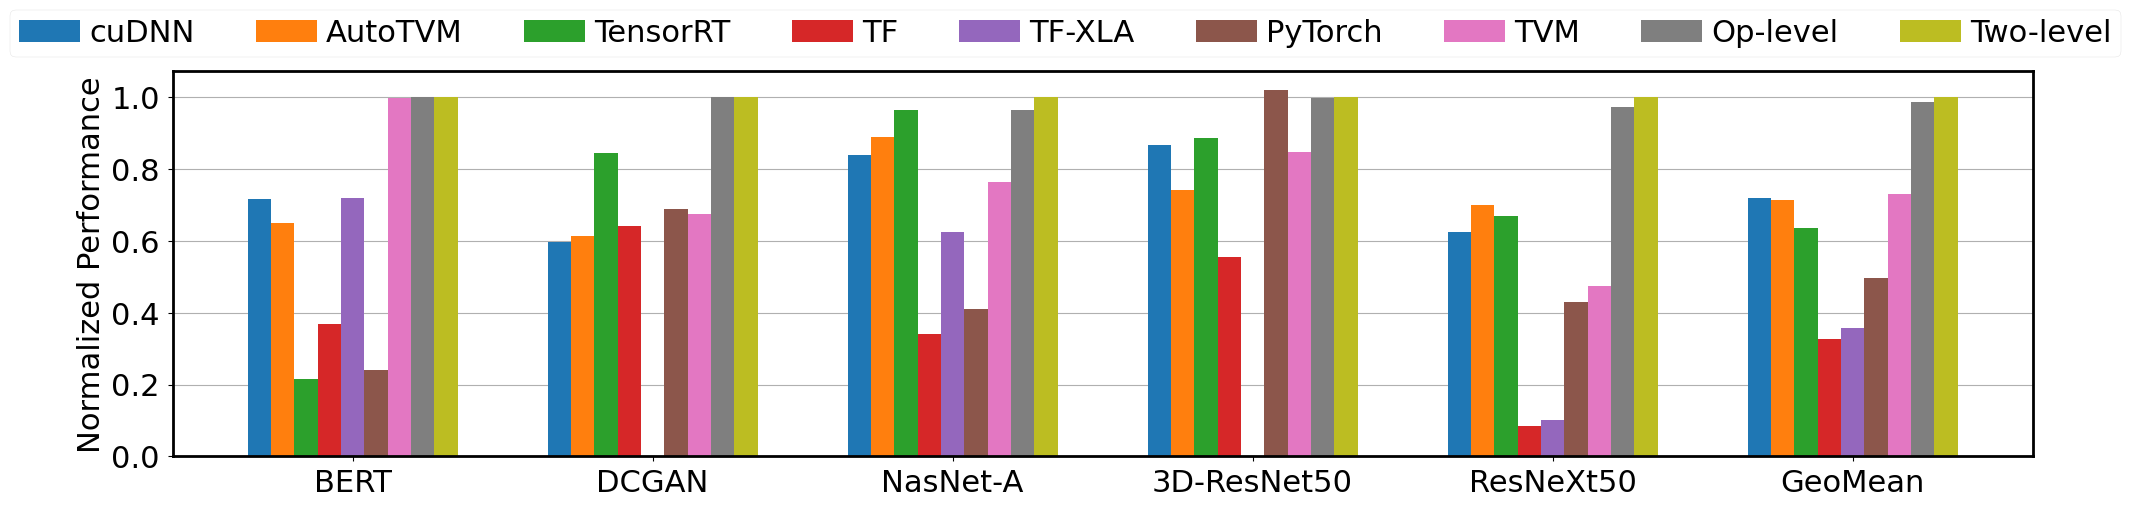 cuDNN AutoTVM TensorRT TF TF-XLA PyTorch TVM Op-level Two-level
Normalized Performance
1.0
0.8
0.6
0.4
0.2
0.0
BERT DCGAN NasNet-A 3D-ResNet50 ResNeXt50 GeoMean